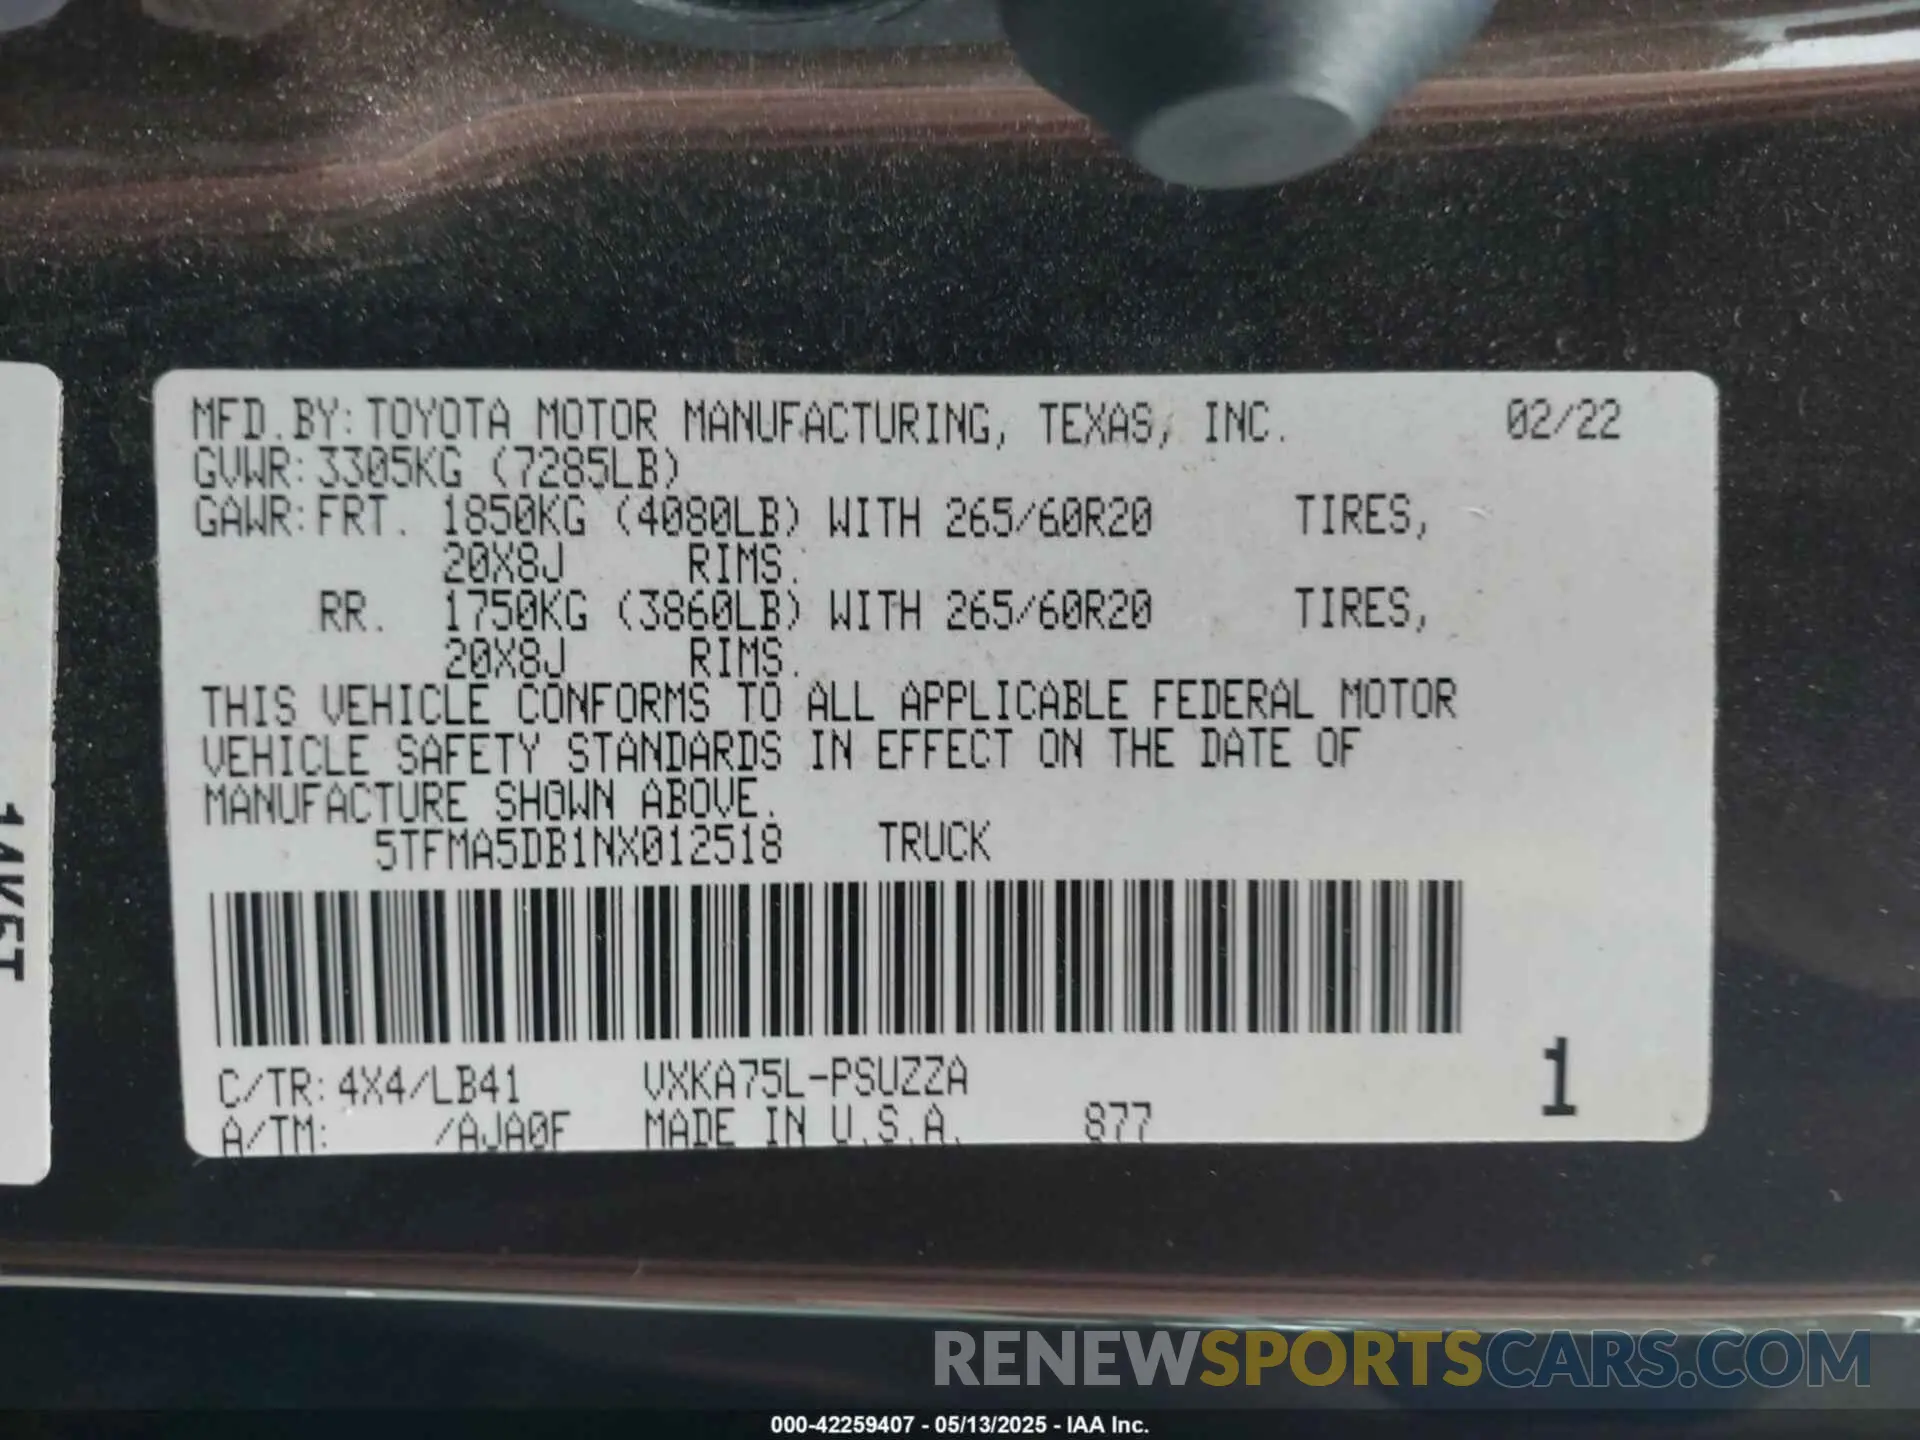 MFD.BY:TOYOTA MOTOR MANUFACTURING, TEXAS, INC. 02/22
GVWR:3305KG (7285LB)
GAWR:FRT. 1850KG (4080LB) WITH 265/60R20 TIRES,
20X8J RIMS.
RR. 1750KG (3860LB) WITH 265/60R20 TIRES,
20X8J RIMS.
THIS VEHICLE CONFORMS TO ALL APPLICABLE FEDERAL MOTOR
VEHICLE SAFETY STANDARDS IN EFFECT ON THE DATE OF
MANUFACTURE SHOWN ABOVE.
5TFMA5DB1NX012518 TRUCK
C/TR:4X4/LB41 VXKA75L-PSUZZA 1
A/TM: /AJA0F MADE IN U.S.A. 877
RENEWSPORTSCARS.COM
000-42259407 - 05/13/2025 - IAA Inc.